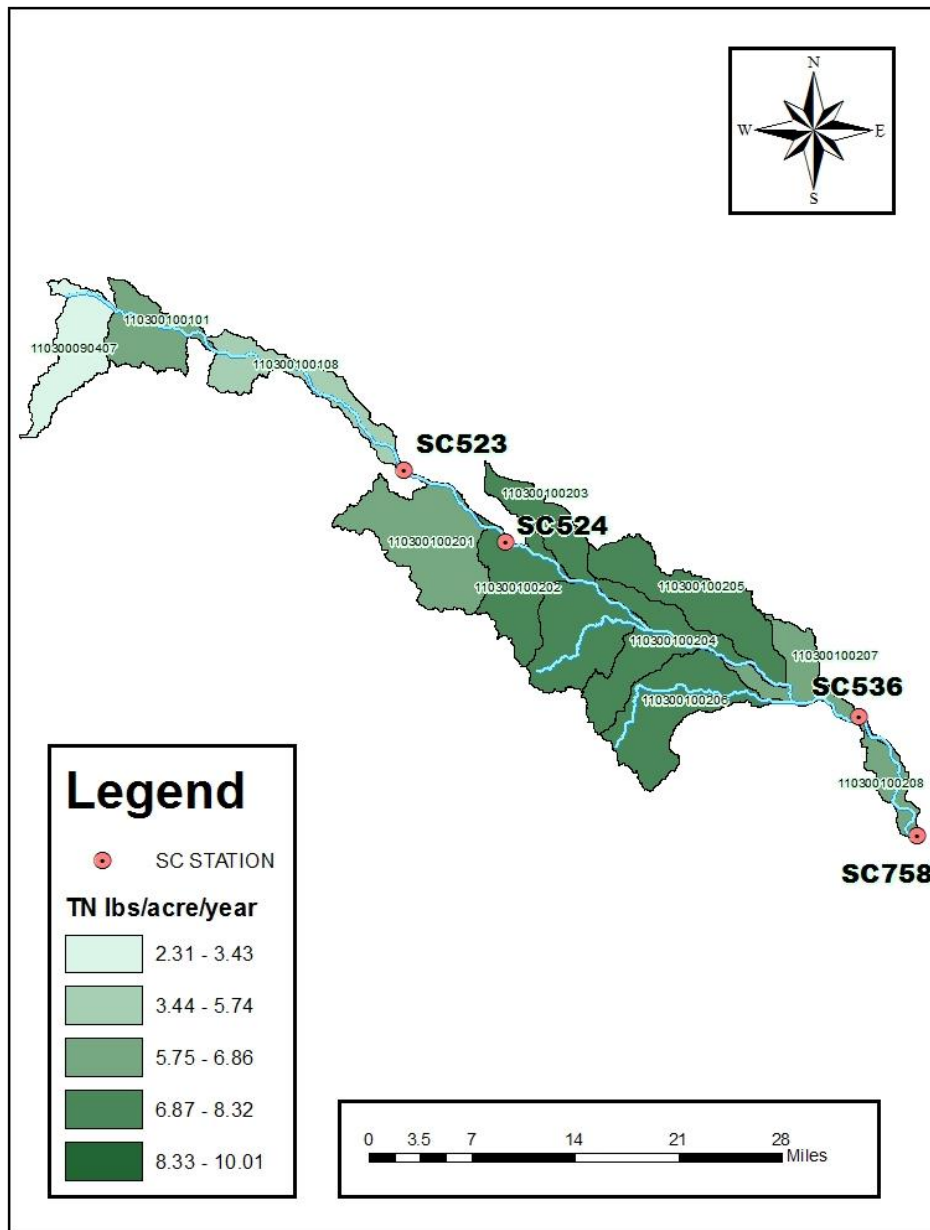 N
W E
S
110300100101
110300090407
110300100108
SC523
110300100203
SC524
110300100201
110300100202
110300100205
110300100204
110300100207
SC536
110300100206
110300100208
SC758
Legend
SC STATION
TN lbs/acre/year
2.31 - 3.43
3.44 - 5.74
5.75 - 6.86
6.87 - 8.32
8.33 - 10.01
0 3.5 7 14 21 28
Miles